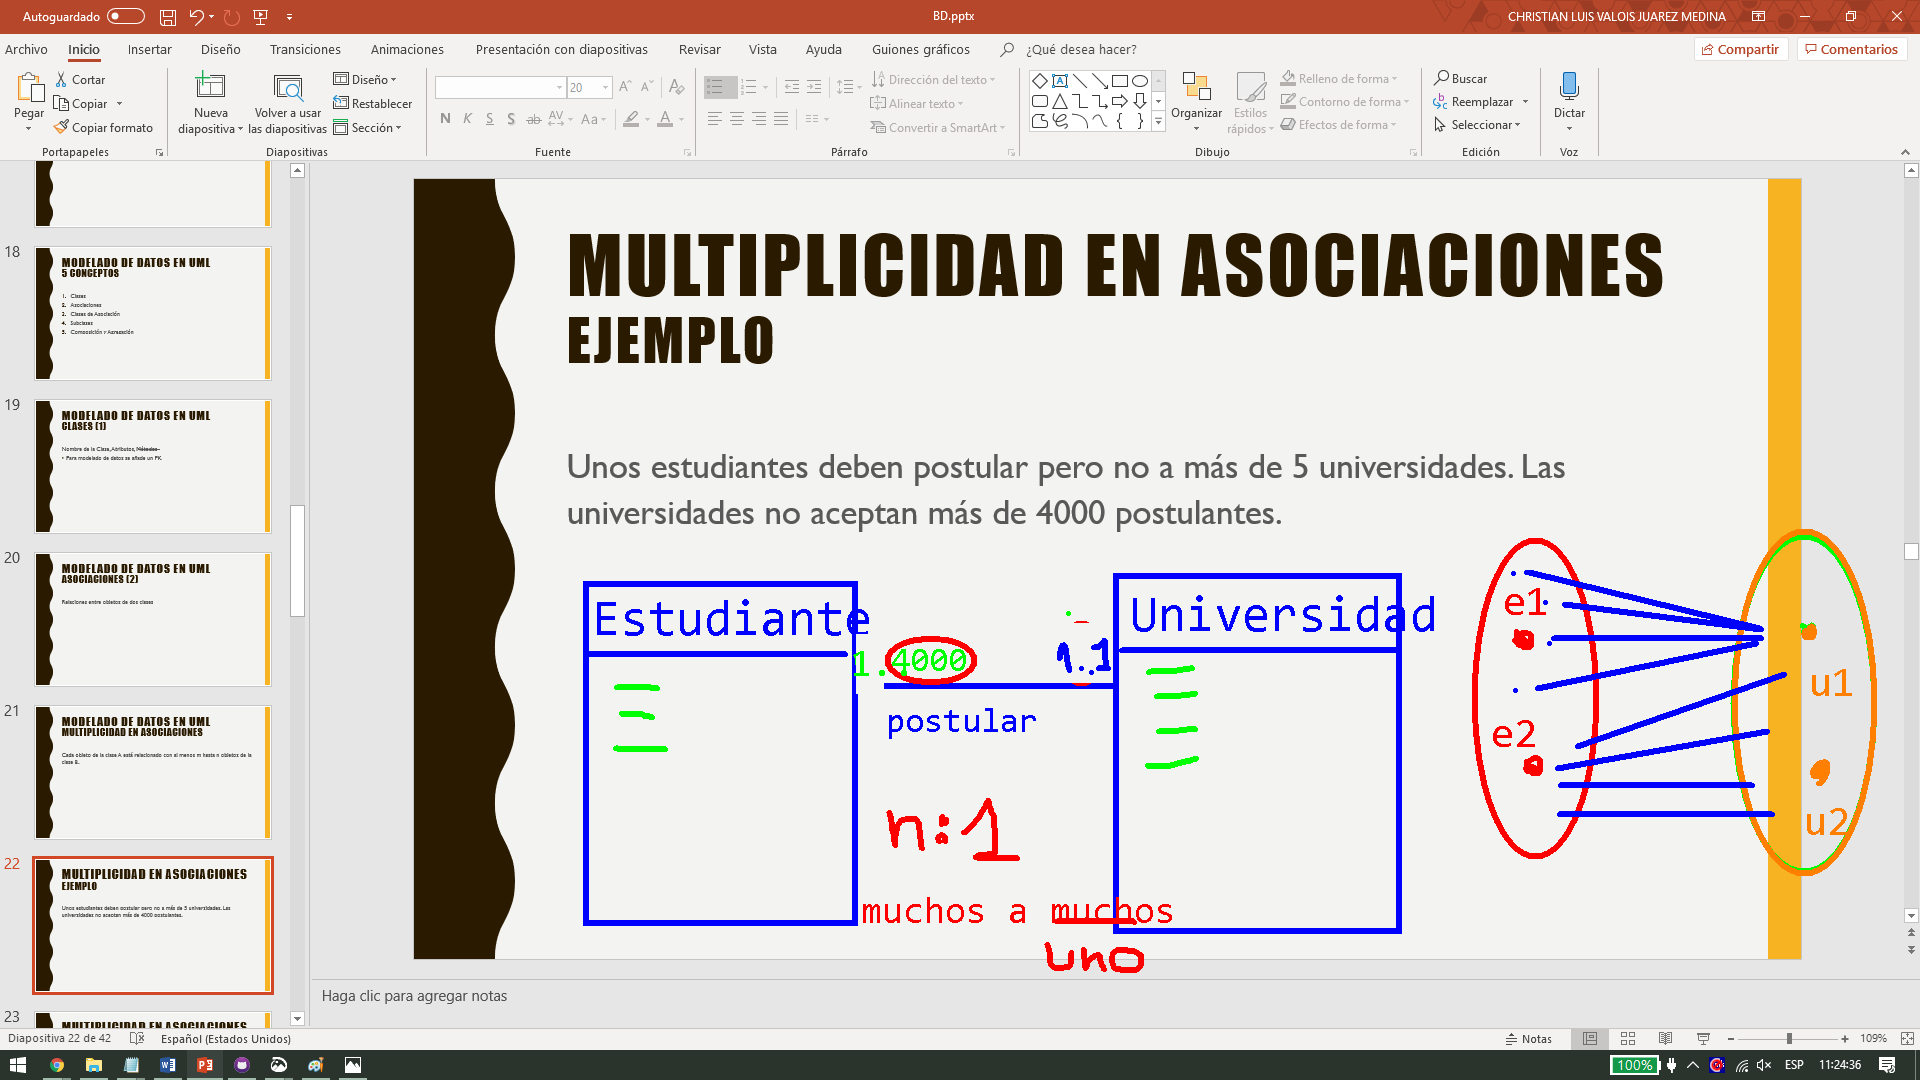 Autoguardado
BD.pptx
CHRISTIAN LUIS VALOIS JUAREZ MEDINA
Archivo Inicio Insertar Diseño Transiciones Animaciones Presentación con diapositivas Revisar Vista Ayuda Guiones gráficos ¿Qué desea hacer? Compartir Comentarios
Pegar
Cortar
Copiar
Copiar formato
Portapapeles
Nueva diapositiva
Volver a usar las diapositivas
Diseño
Restablecer
Sección
Diapositivas
20
N K S S ab AV Aa A
Fuente
Dirección del texto
Alinear texto
Convertir a SmartArt
Párrafo
Organizar
Estilos rápidos
Relleno de forma
Contorno de forma
Efectos de forma
Dibujo
Buscar
Reemplazar
Seleccionar
Edición
Dictar
Voz
18
MODELADO DE DATOS EN UML
5 CONCEPTOS
1. Clases
2. Asociaciones
3. Clases de Asociación
4. Subclases
5. Composición y Agregación
19
MODELADO DE DATOS EN UML
CLASES (1)
Nombre de la Clase, Atributos, Métodos
• Para modelado de datos se añade un PK
20
MODELADO DE DATOS EN UML
ASOCIACIONES (2)
Relaciones entre objetos de dos clases
21
MODELADO DE DATOS EN UML
MULTIPLICIDAD EN ASOCIACIONES
Cada objeto de la clase A está relacionado con al menos m hasta n objetos de la
clase B.
22
MULTIPLICIDAD EN ASOCIACIONES
EJEMPLO
Unos estudiantes deben postular pero no a más de 5 universidades. Las
universidades no aceptan más de 4000 postulantes.
23
MULTIPLICIDAD EN ASOCIACIONES
MULTIPLICIDAD EN ASOCIACIONES
EJEMPLO
Unos estudiantes deben postular pero no a más de 5 universidades. Las
universidades no aceptan más de 4000 postulantes.
Estudiante
1..4000
1..1
Universidad
postular
n:1
muchos a muchos
uno
e1
e2
u1
u2
Haga clic para agregar notas
Diapositiva 22 de 42
Español (Estados Unidos)
Notas
109%
100%
ESP
11:24:36